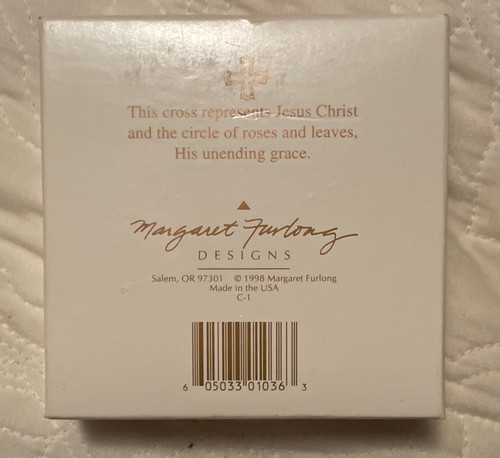 This cross represents Jesus Christ
and the circle of roses and leaves,
His unending grace.
Margaret Furlong
DESIGNS
Salem, OR 97301 © 1998 Margaret Furlong
Made in the USA
C-1
6 05033 01036 3